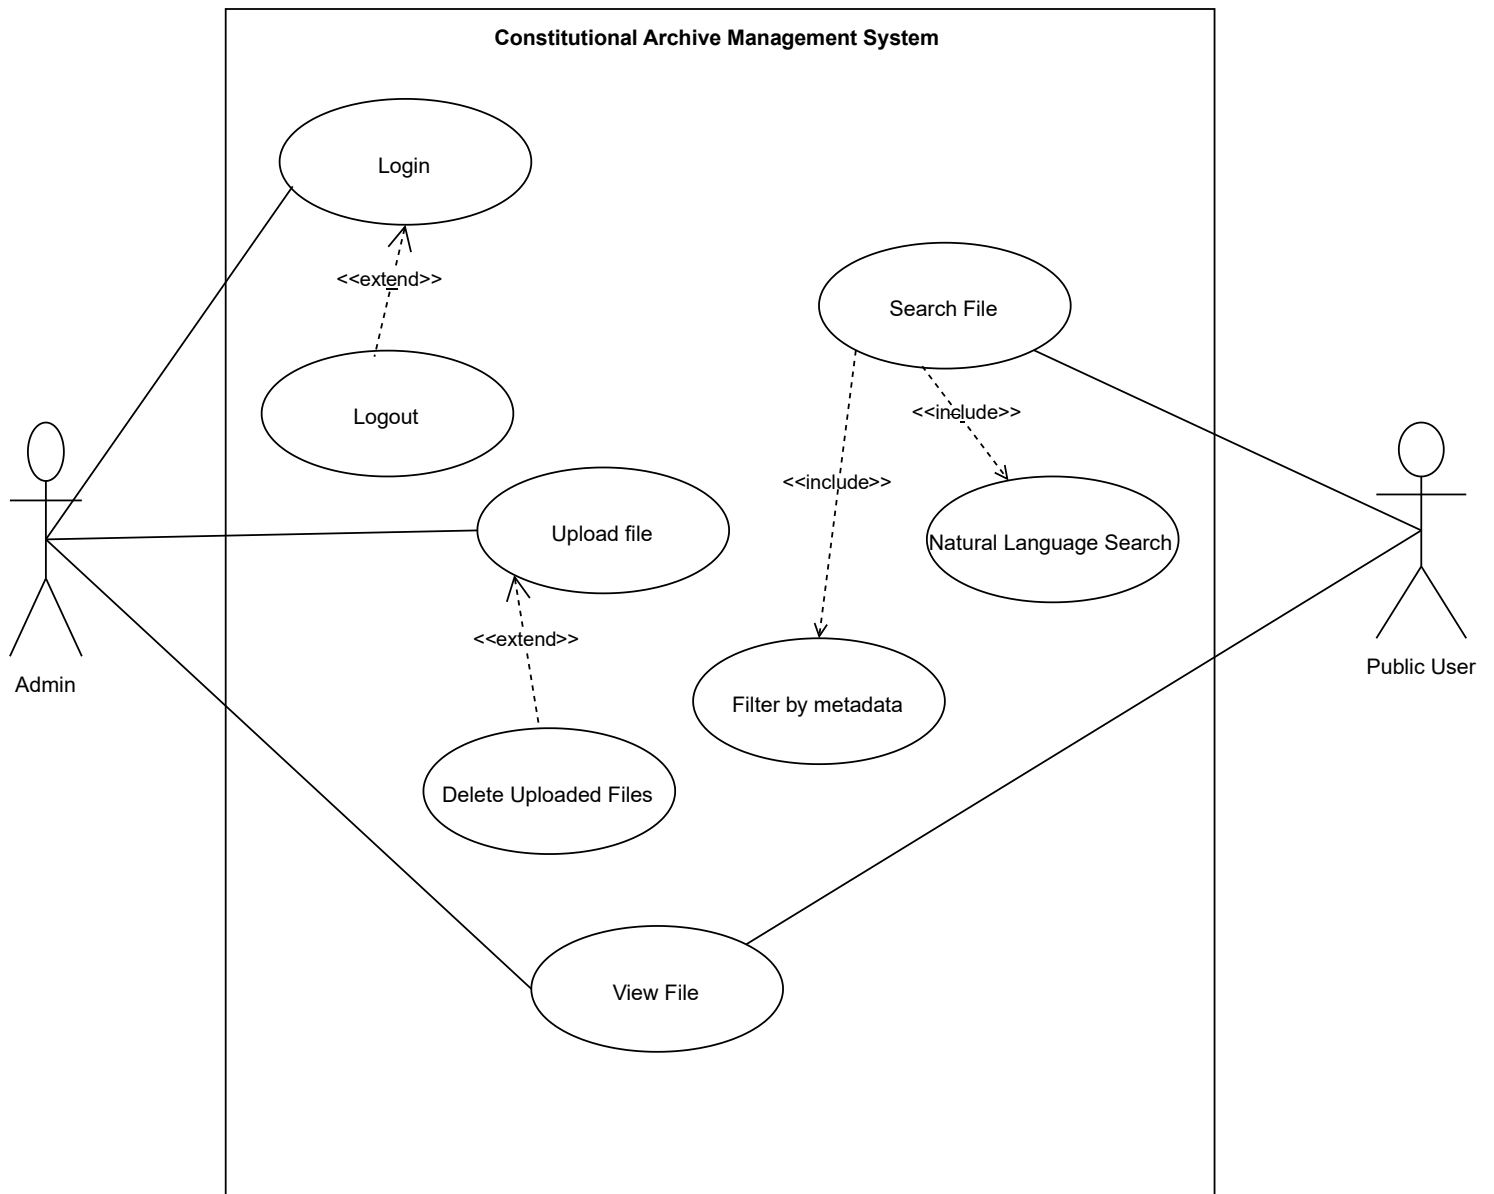 Constitutional Archive Management System
Login
<<extend>>
Search File
Logout
<<include>>
<<include>>
Upload file
Natural Language Search
<<extend>>
Public User
Admin
Filter by metadata
Delete Uploaded Files
View File